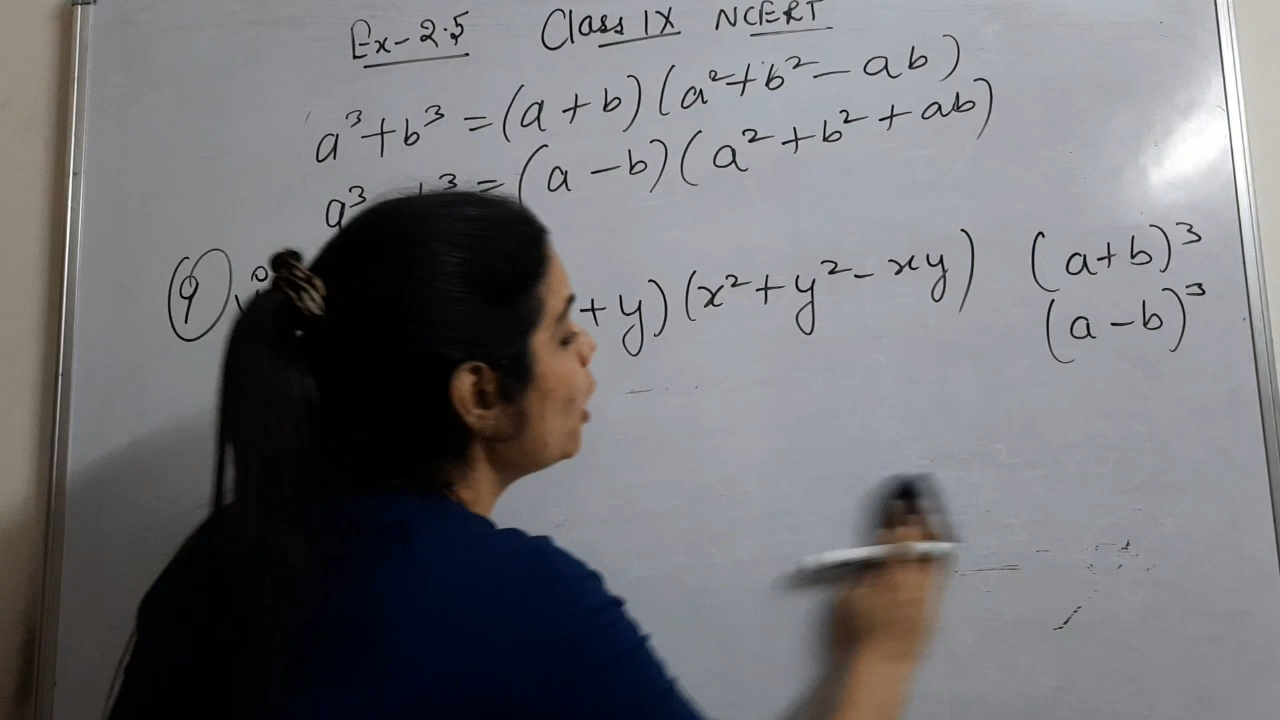 Ex-2.5 Class IX NCERT
a³+b³ = (a+b)(a²+b²-ab)
a³ b³ = (a-b)(a²+b²+ab)
(9) +y)(x²+y²-xy) (a+b)³
(a-b)³